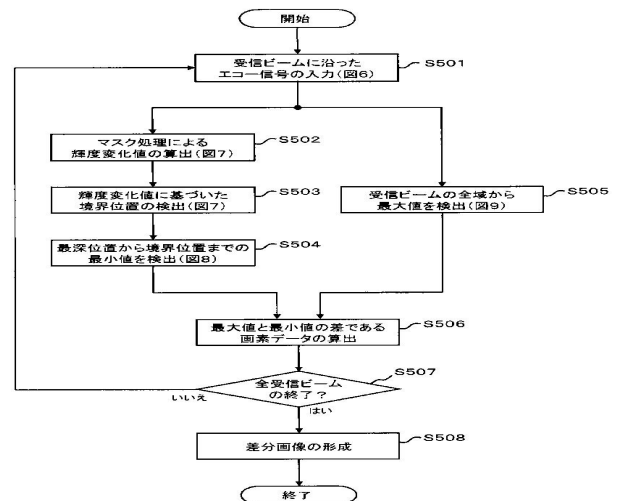 開始
受信ビームに沿った
エコー信号の入力(図6)
S501
マスク処理による
輝度変化値の算出(図7)
S502
輝度変化値に基づいた
境界位置の検出(図7)
S503
受信ビームの全域から
最大値を検出(図9)
S505
最深位置から境界位置までの
最小値を検出(図8)
S504
最大値と最小値の差である
画素データの算出
S506
全受信ビーム
の終了?
S507
いいえ
はい
差分画像の形成
S508
終了